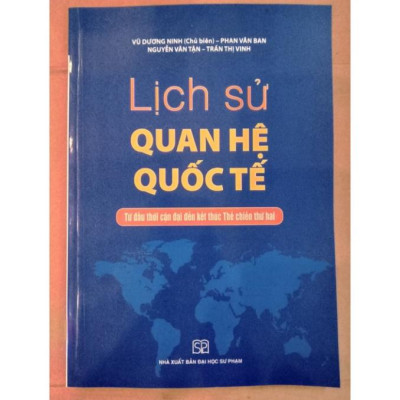 VŨ DƯƠNG NINH (Chủ biên) – PHAN VĂN BAN
NGUYỄN VĂN TẬN – TRẦN THỊ VINH
Lịch sử
QUAN HỆ
QUỐC TẾ
Từ đầu thời cận đại đến kết thúc Thế chiến thứ hai
SP
NHÀ XUẤT BẢN ĐẠI HỌC SƯ PHẠM